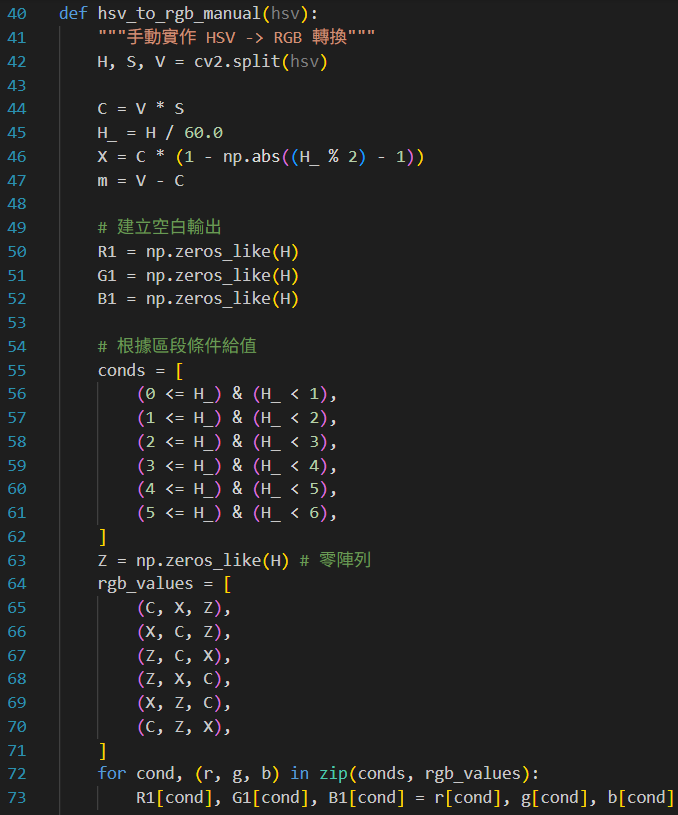 40 def hsv_to_rgb_manual(hsv):
41     """手動實作 HSV -> RGB 轉換"""
42     H, S, V = cv2.split(hsv)
43
44     C = V * S
45     H_ = H / 60.0
46     X = C * (1 - np.abs((H_ % 2) - 1))
47     m = V - C
48
49     # 建立空白輸出
50     R1 = np.zeros_like(H)
51     G1 = np.zeros_like(H)
52     B1 = np.zeros_like(H)
53
54     # 根據區段條件給值
55     conds = [
56         (0 <= H_) & (H_ < 1),
57         (1 <= H_) & (H_ < 2),
58         (2 <= H_) & (H_ < 3),
59         (3 <= H_) & (H_ < 4),
60         (4 <= H_) & (H_ < 5),
61         (5 <= H_) & (H_ < 6),
62     ]
63     Z = np.zeros_like(H) # 零陣列
64     rgb_values = [
65         (C, X, Z),
66         (X, C, Z),
67         (Z, C, X),
68         (Z, X, C),
69         (X, Z, C),
70         (C, Z, X),
71     ]
72     for cond, (r, g, b) in zip(conds, rgb_values):
73         R1[cond], G1[cond], B1[cond] = r[cond], g[cond], b[cond]